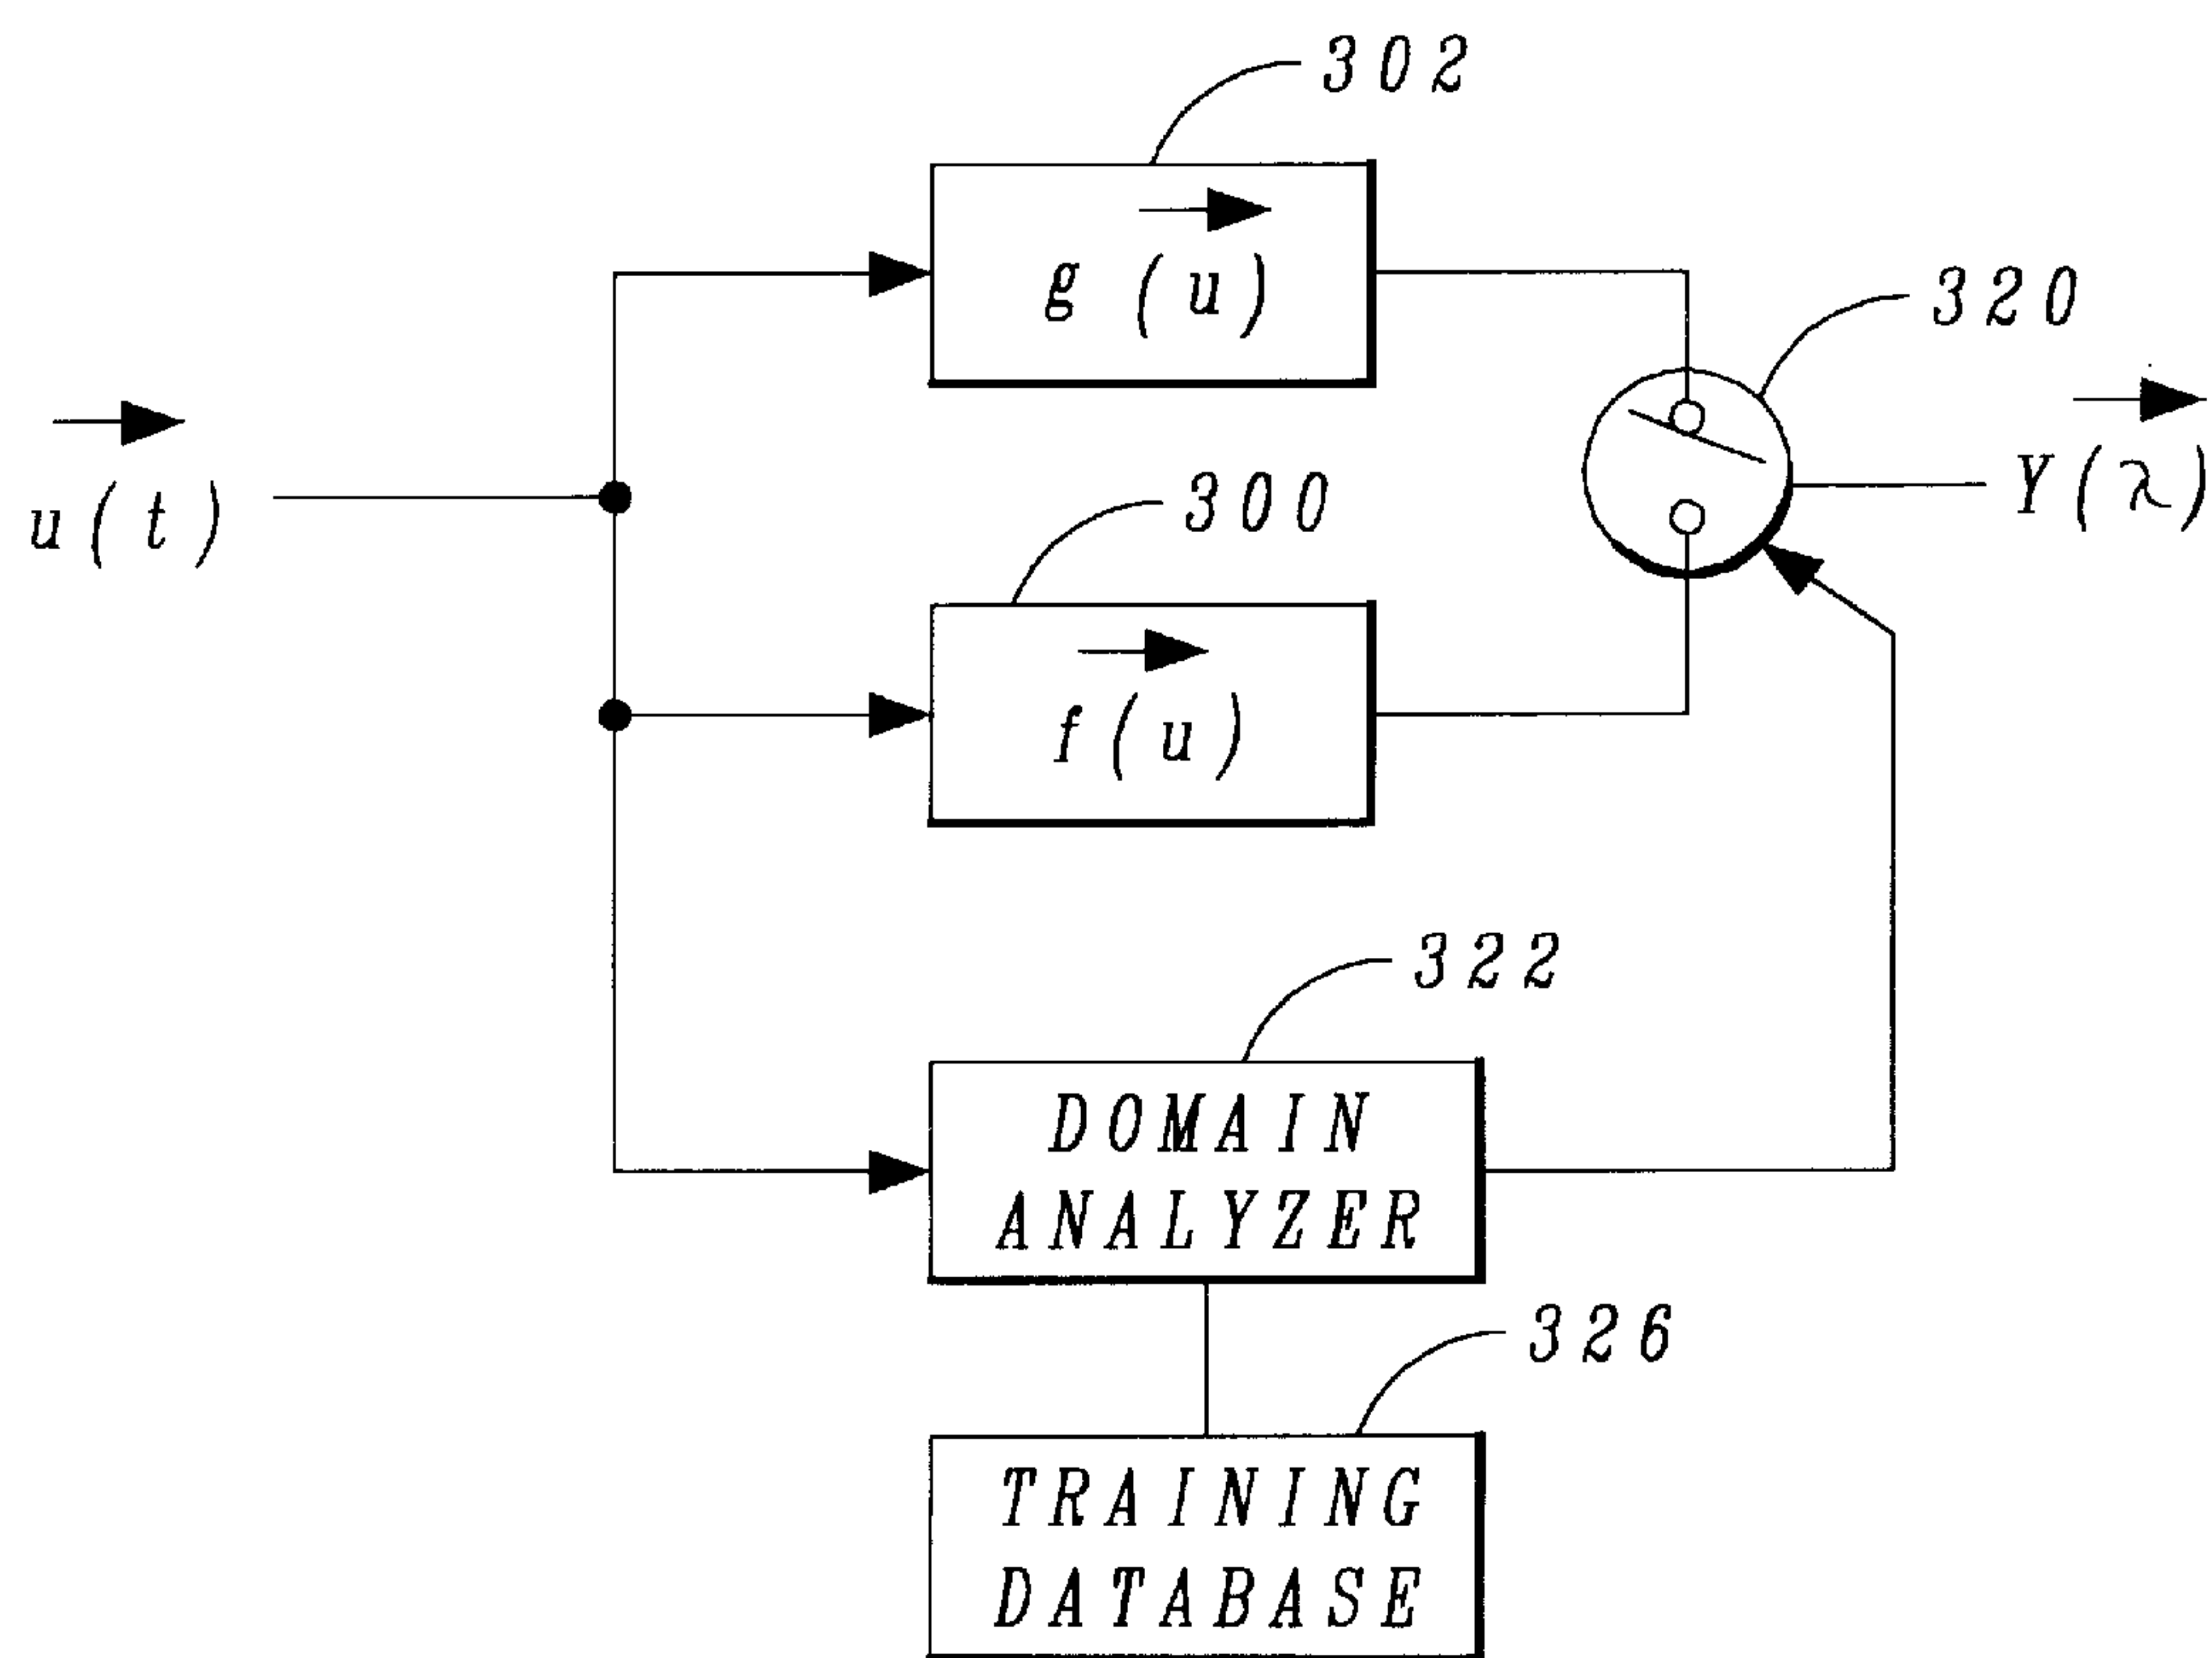 302
g (u)
320
u(t)
Y(λ)
300
f(u)
322
DOMAIN
ANALYZER
326
TRAINING
DATABASE